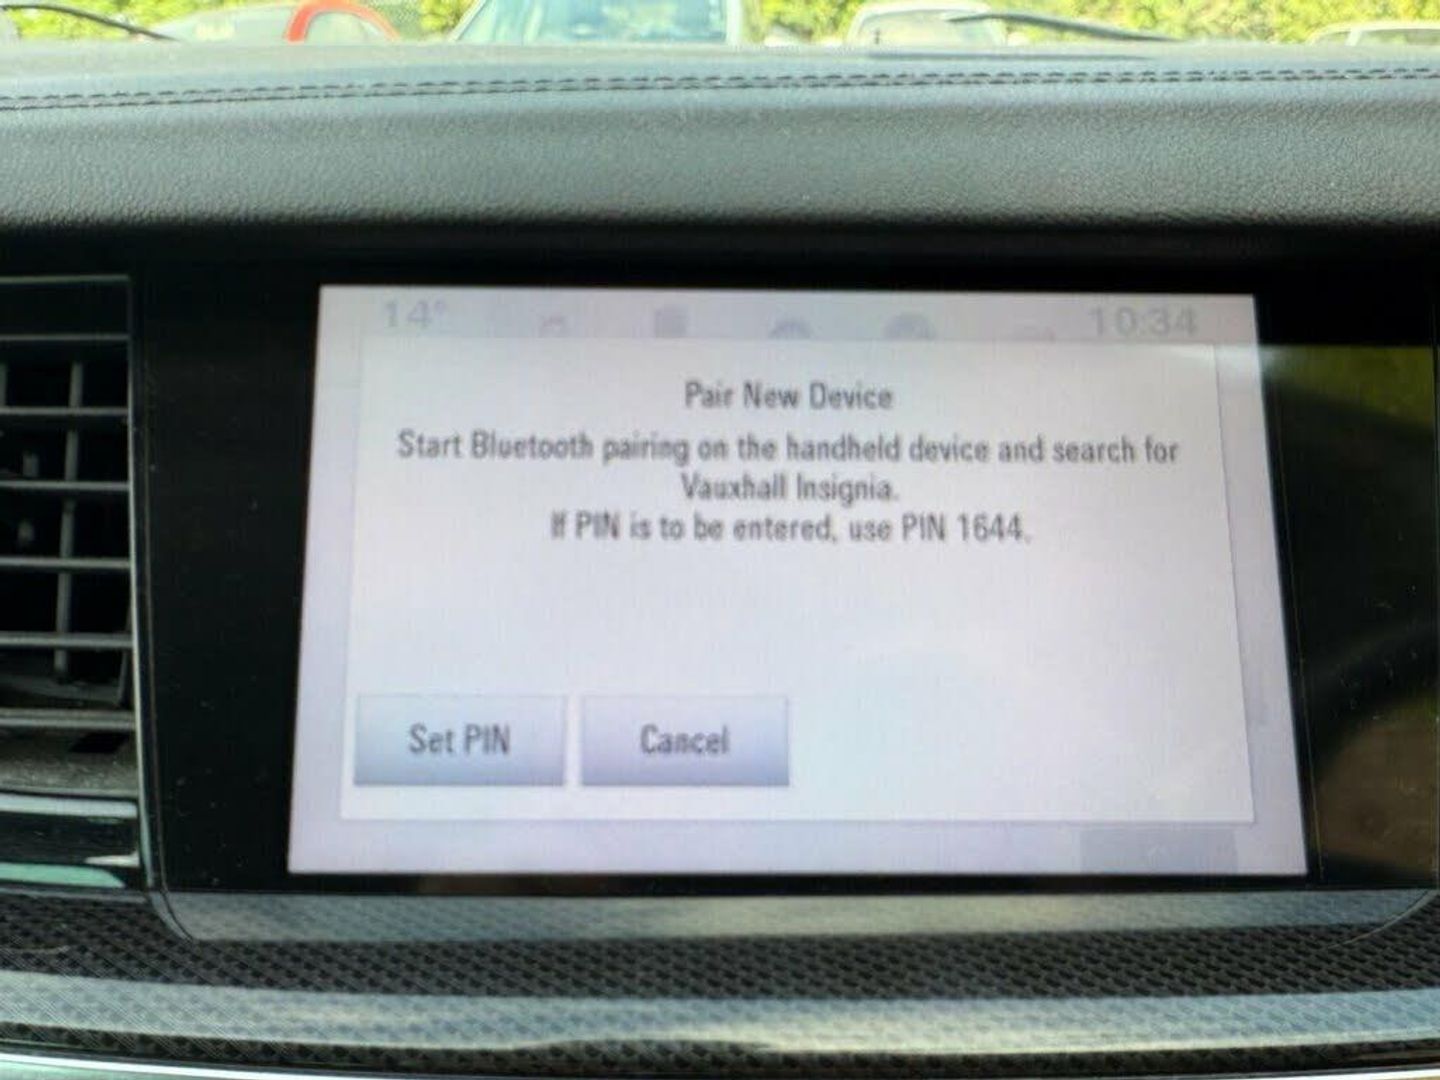 14° 10:34
Pair New Device
Start Bluetooth pairing on the handheld device and search for
Vauxhall Insignia.
If PIN is to be entered, use PIN 1644.
Set PIN Cancel